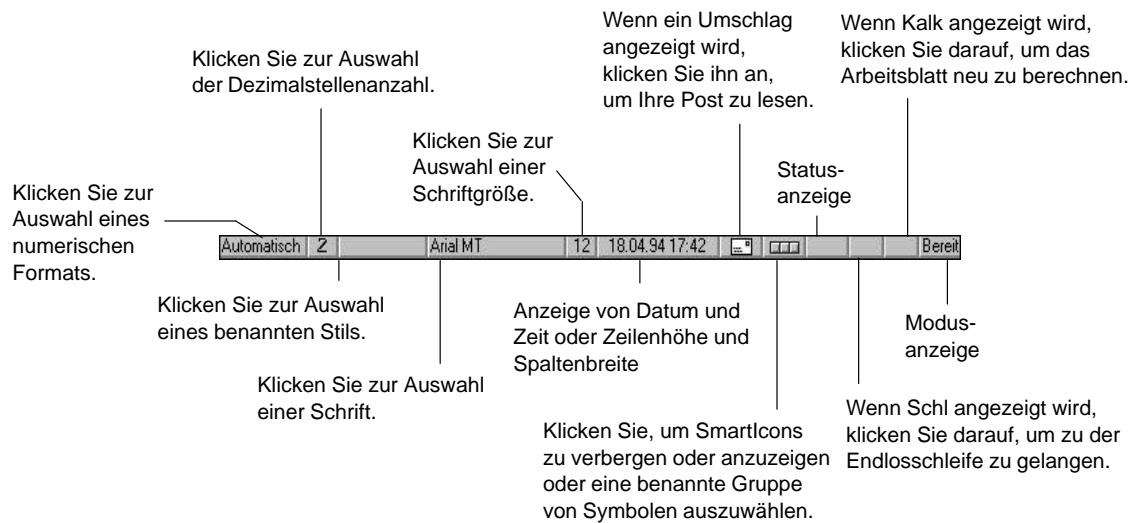 Wenn ein Umschlag
angezeigt wird,
klicken Sie ihn an,
um Ihre Post zu lesen.
Wenn Kalk angezeigt wird,
klicken Sie darauf, um das
Arbeitsblatt neu zu berechnen.
Klicken Sie zur Auswahl
der Dezimalstellenanzahl.
Klicken Sie zur
Auswahl einer
Schriftgröße.
Status-
anzeige
Klicken Sie zur
Auswahl eines
numerischen
Formats.
Automatisch 2 Arial MT 12 18.04.94 17:42 Bereit
Klicken Sie zur Auswahl
eines benannten Stils.
Anzeige von Datum und
Zeit oder Zeilenhöhe und
Spaltenbreite
Modus-
anzeige
Klicken Sie zur Auswahl
einer Schrift.
Wenn Schl angezeigt wird,
klicken Sie darauf, um zu der
Endlosschleife zu gelangen.
Klicken Sie, um SmartIcons
zu verbergen oder anzuzeigen
oder eine benannte Gruppe
von Symbolen auszuwählen.